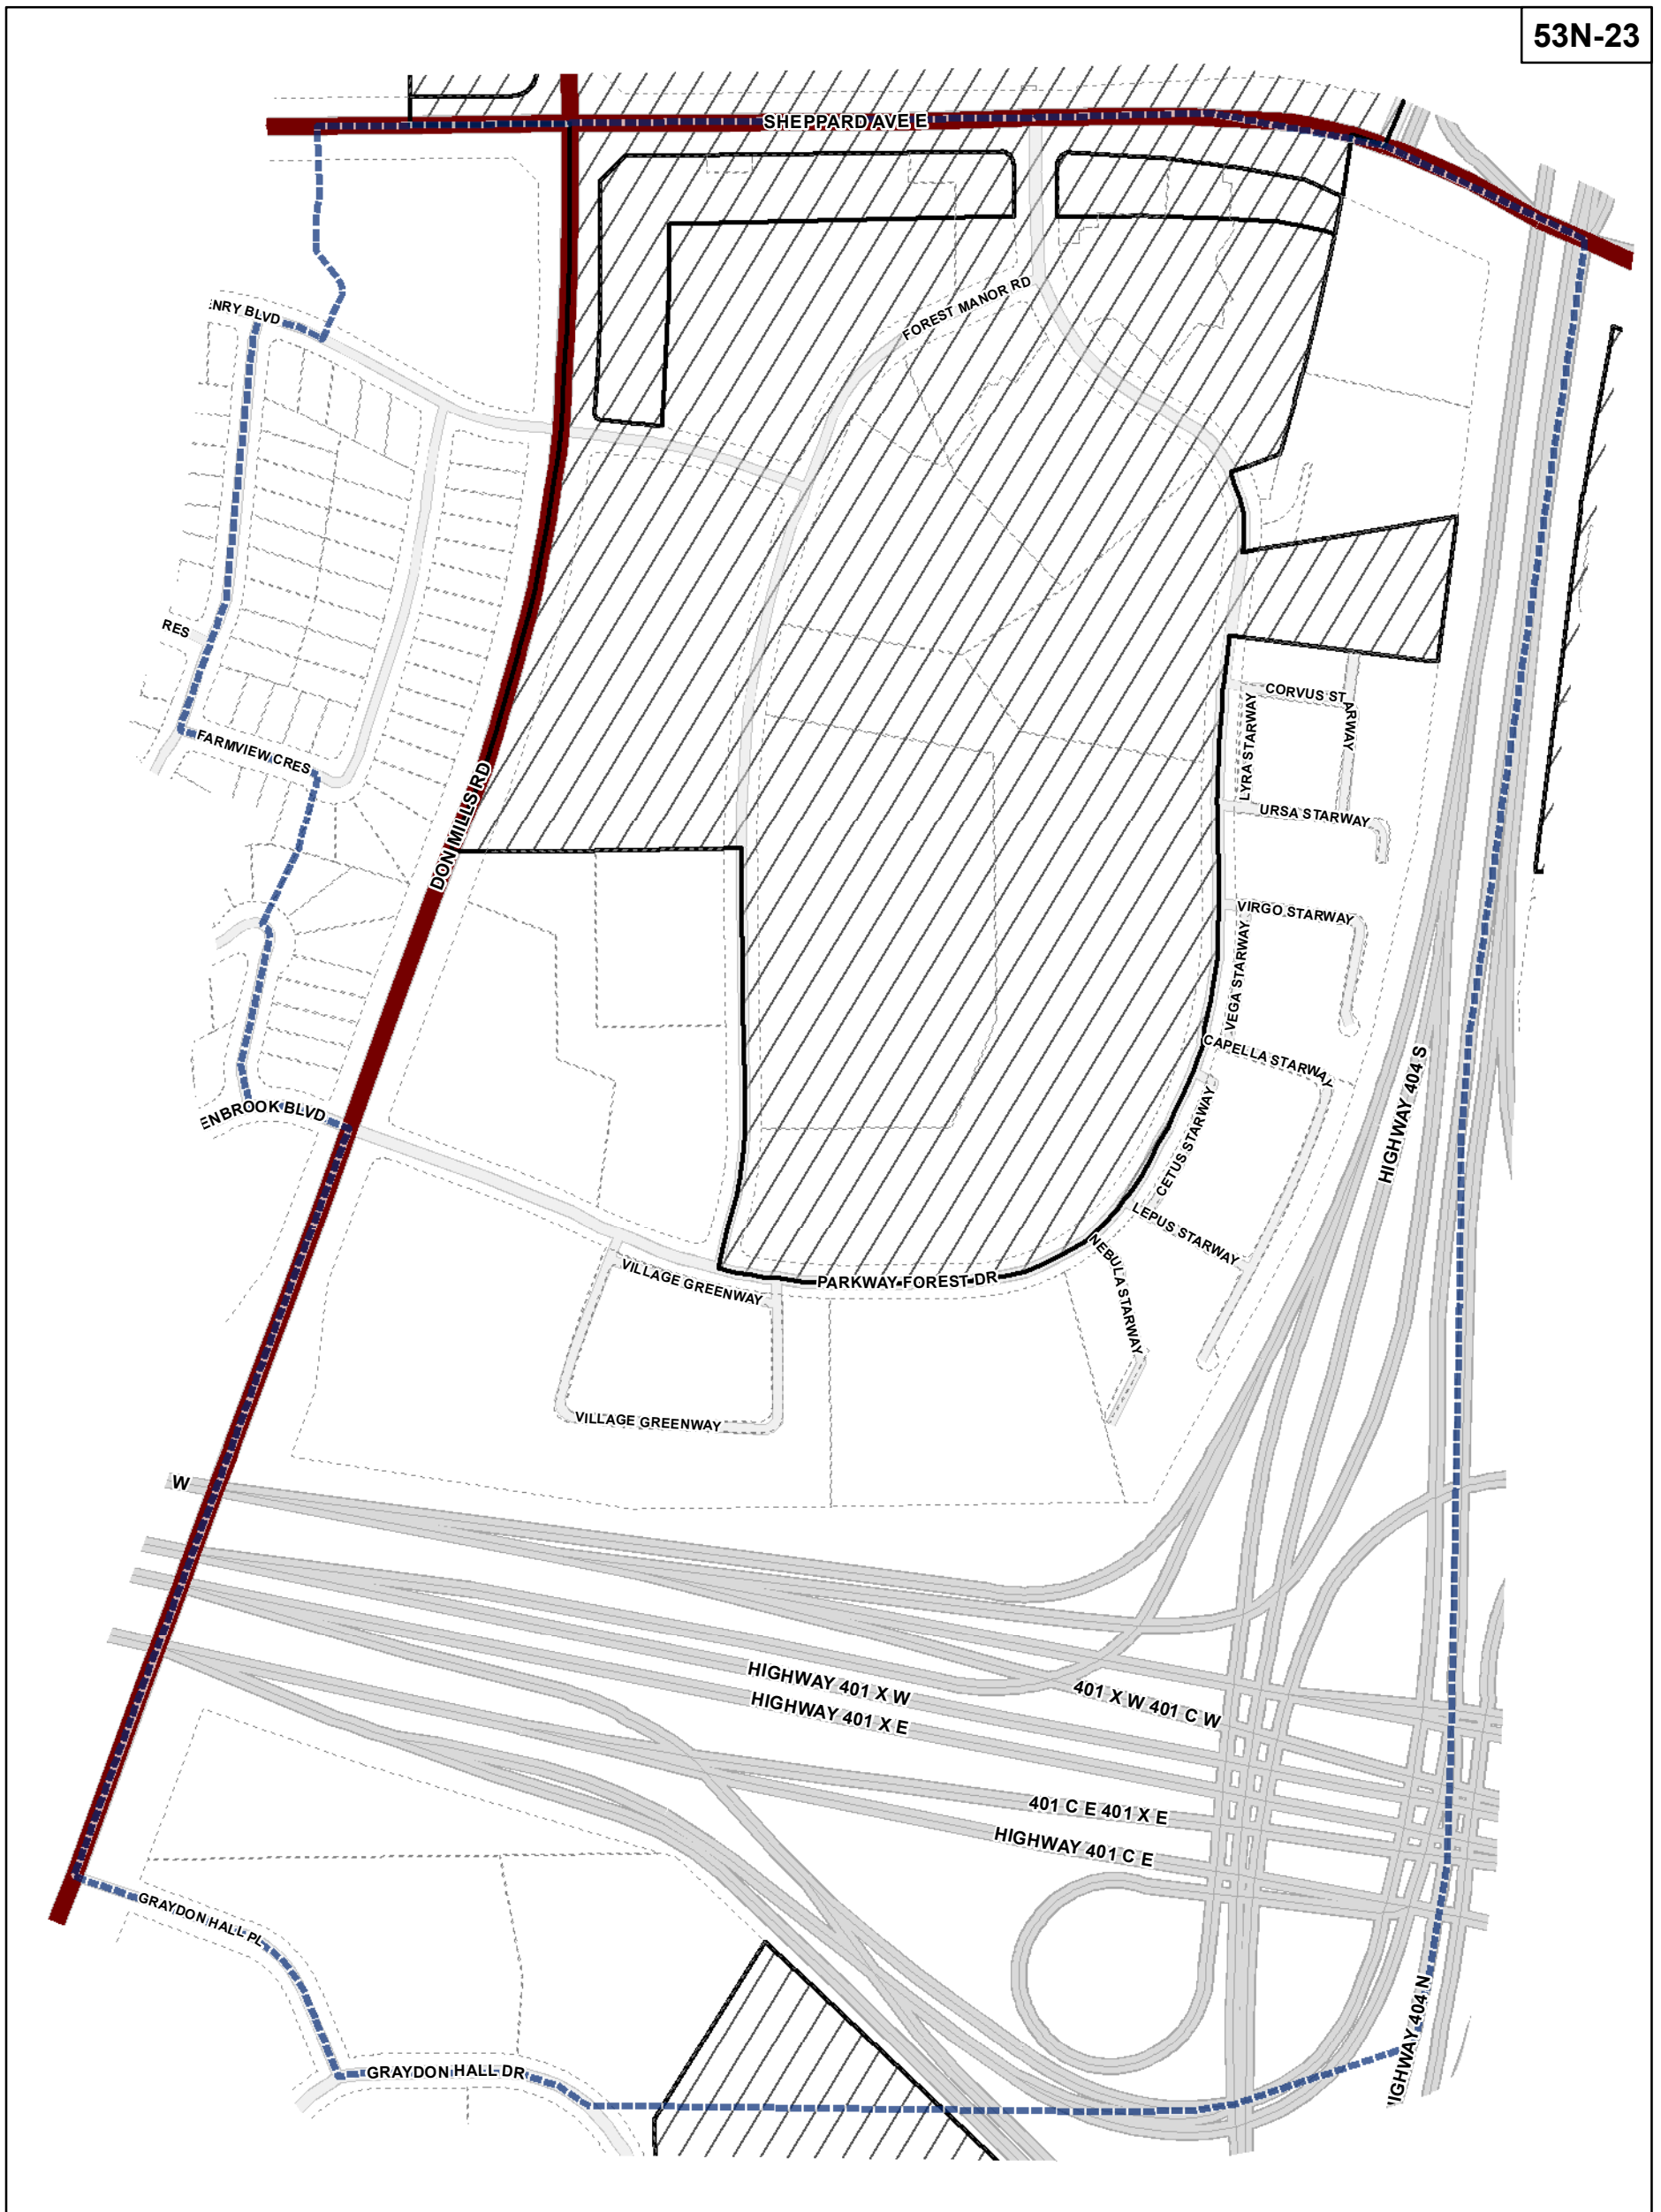 53N-23
SHEPPARD AVE E
FOREST MANOR RD
ENRY BLVD
RES
FARMVIEW CRES
DON MILLS RD
CORVUS STARWAY
LYRA STARWAY
URSA STARWAY
VIRGO STARWAY
VEGA STARWAY
CAPELLA STARWAY
HIGHWAY 404 S
CETUS STARWAY
ENBROOK BLVD
LEPUS STARWAY
NEBULA STARWAY
VILLAGE GREENWAY
PARKWAY FOREST DR
VILLAGE GREENWAY
W
HIGHWAY 401 X W
401 X W 401 C W
HIGHWAY 401 X E
401 C E 401 X E
HIGHWAY 401 C E
GRAYDON HALL PL
HIGHWAY 404 N
GRAYDON HALL DR